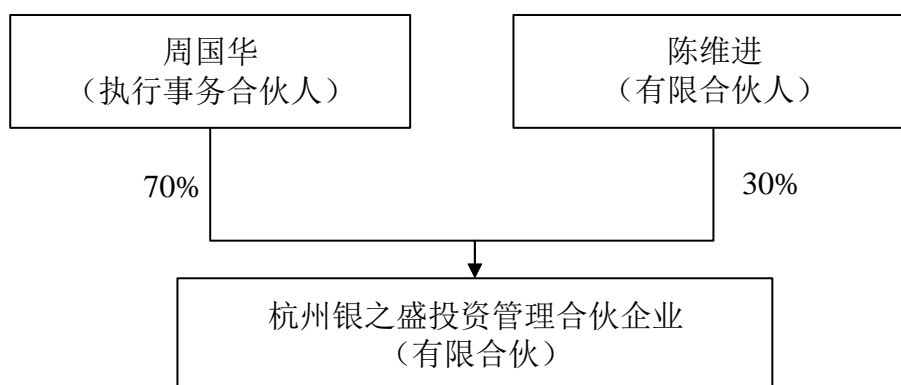 周国华
（执行事务合伙人）
陈维进
（有限合伙人）
70%
30%
杭州银之盛投资管理合伙企业
（有限合伙）